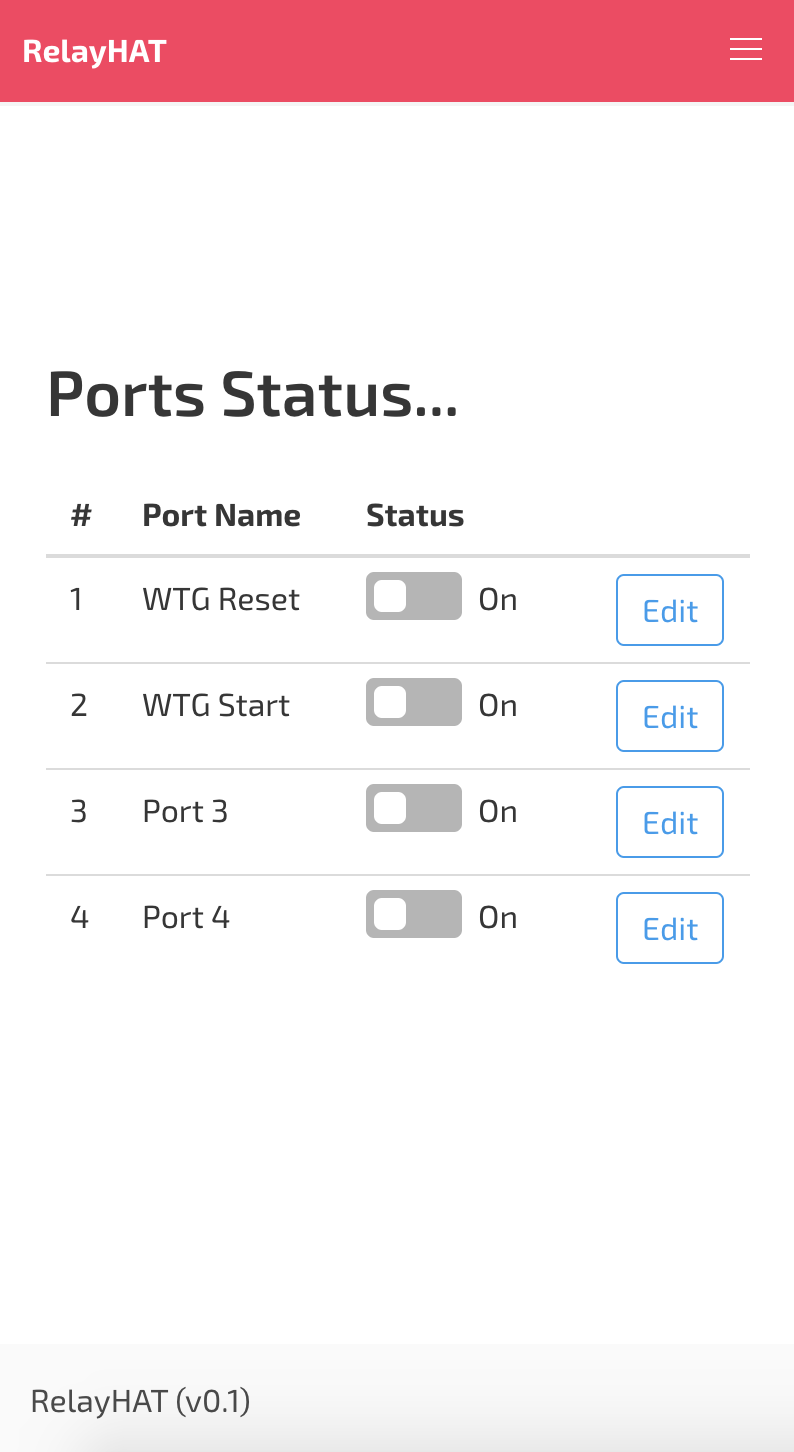 RelayHAT
Ports Status...
# Port Name Status
1 WTG Reset On Edit
2 WTG Start On Edit
3 Port 3 On Edit
4 Port 4 On Edit
RelayHAT (v0.1)